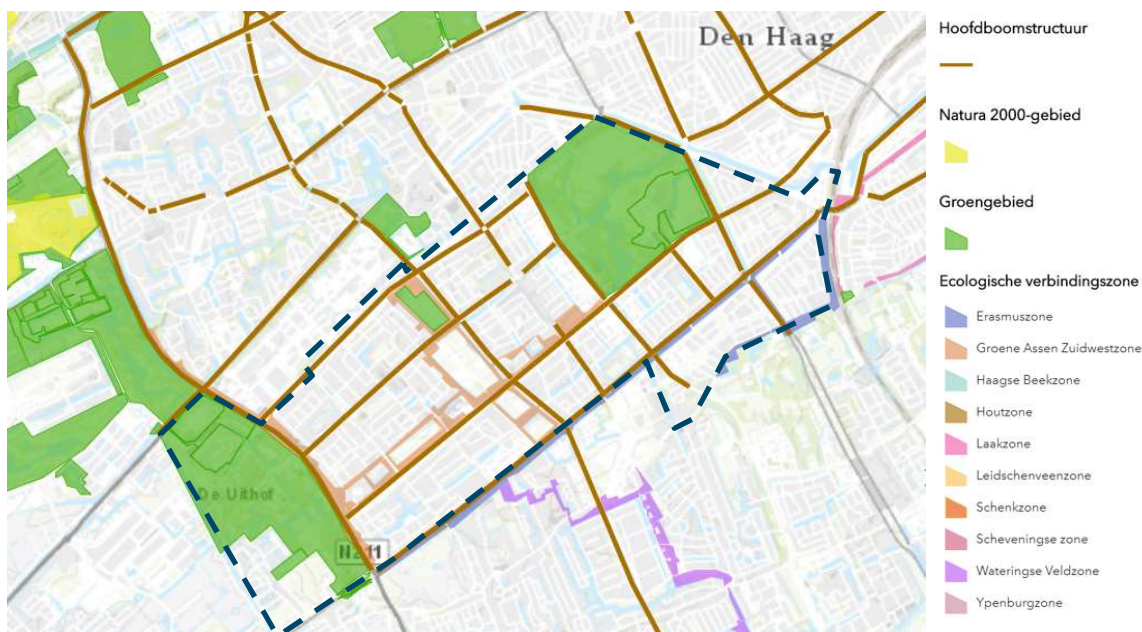 Den Haag
De Uithof
N211
Hoofdboomstructuur
Natura 2000-gebied
Groengebied
Ecologische verbindingszone
Erasmuszone
Groene Assen Zuidwestzone
Haagse Beekzone
Houtzone
Laakzone
Leidschenveenzone
Schenkzone
Scheveningse zone
Wateringse Veldzone
Ypenburgzone